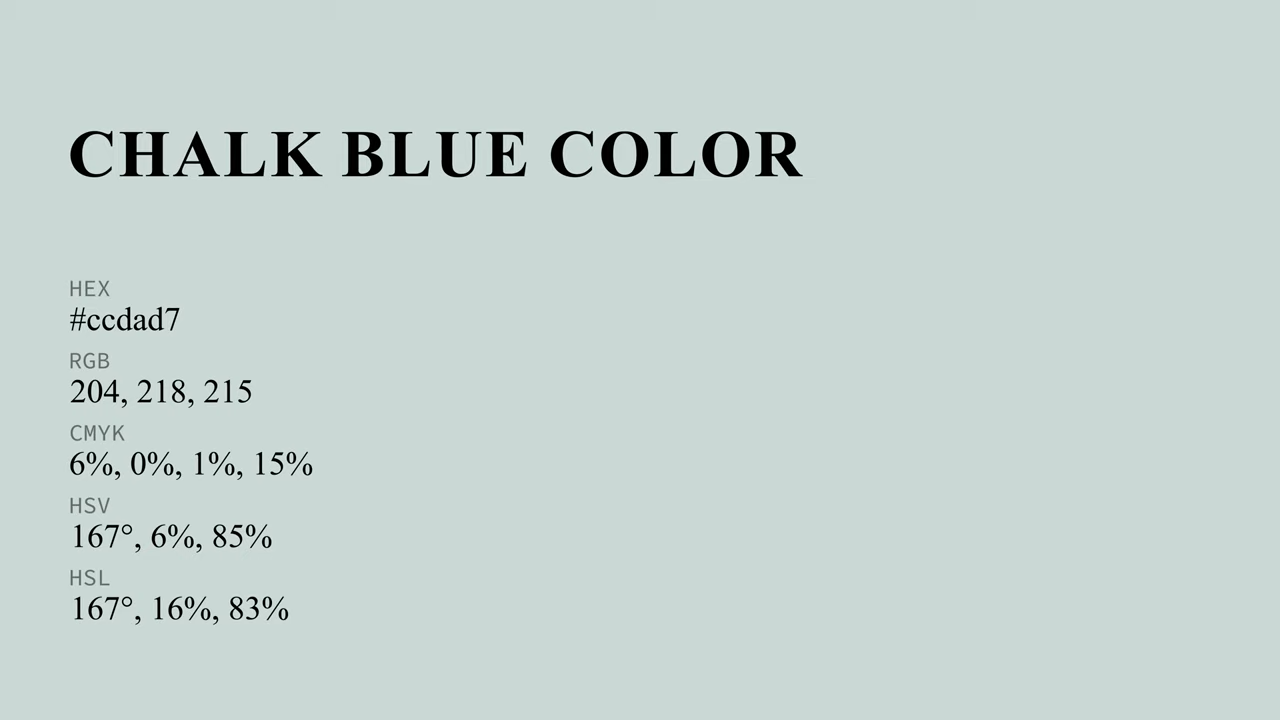 CHALK BLUE COLOR
HEX
#ccdad7
RGB
204, 218, 215
CMYK
6%, 0%, 1%, 15%
HSV
167°, 6%, 85%
HSL
167°, 16%, 83%